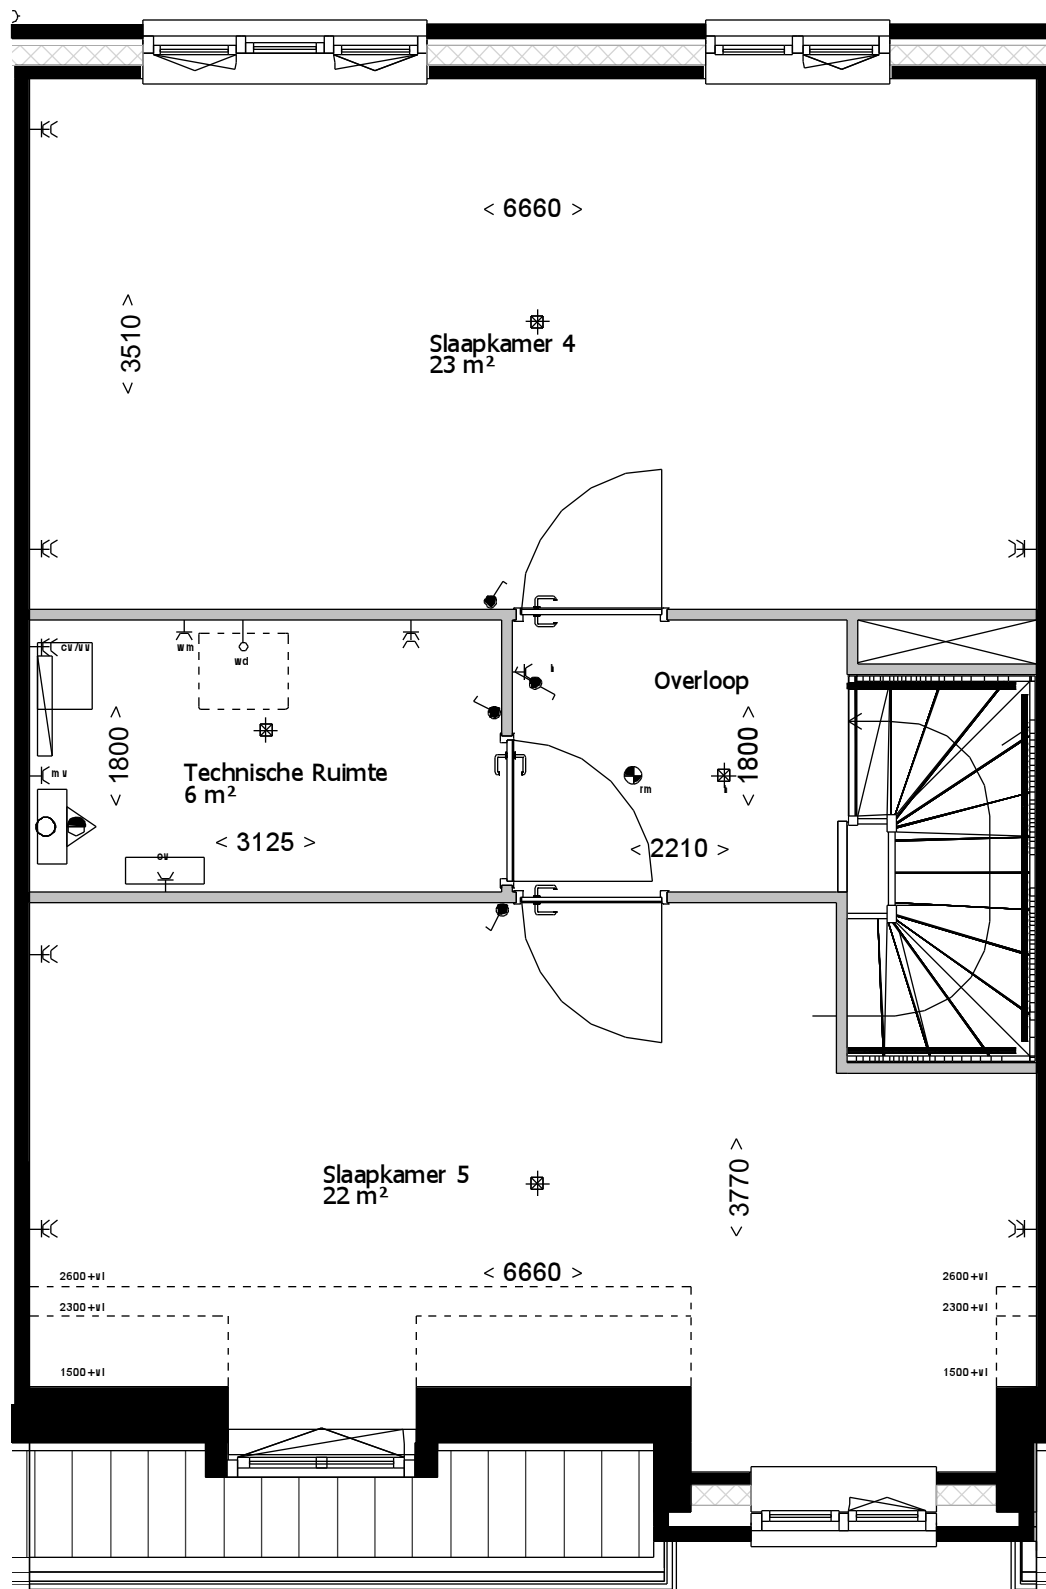 < 6660 >
< 3510 >
Slaapkamer 4
23 m²
cv/wv
wm
wd
Overloop
< 1800 >
mv
Technische Ruimte
6 m²
< 1800 >
rm
< 3125 >
< 2210 >
ov
Slaapkamer 5
22 m²
< 3770 >
< 6660 >
2600+vl
2600+vl
2300+vl
2300+vl
1500+vl
1500+vl